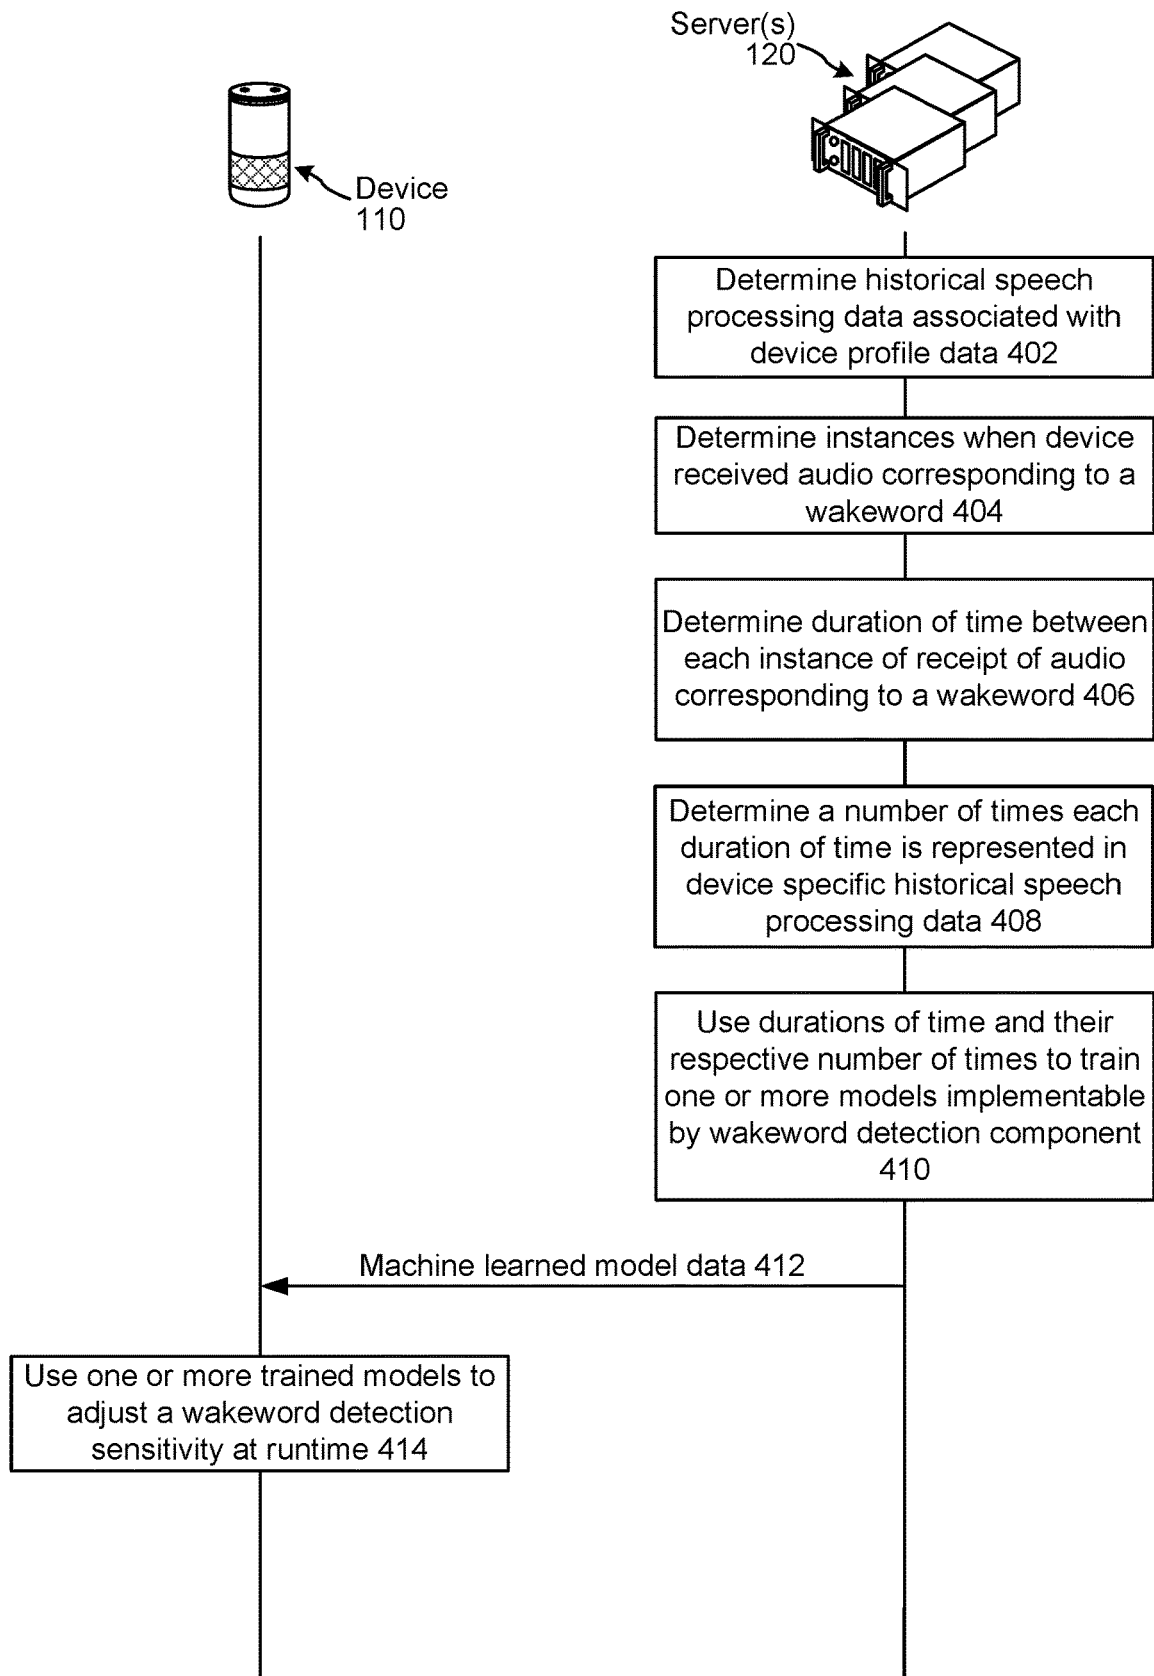 Server(s)
120
Device
110
Determine historical speech
processing data associated with
device profile data 402
Determine instances when device
received audio corresponding to a
wakeword 404
Determine duration of time between
each instance of receipt of audio
corresponding to a wakeword 406
Determine a number of times each
duration of time is represented in
device specific historical speech
processing data 408
Use durations of time and their
respective number of times to train
one or more models implementable
by wakeword detection component
410
Machine learned model data 412
Use one or more trained models to
adjust a wakeword detection
sensitivity at runtime 414